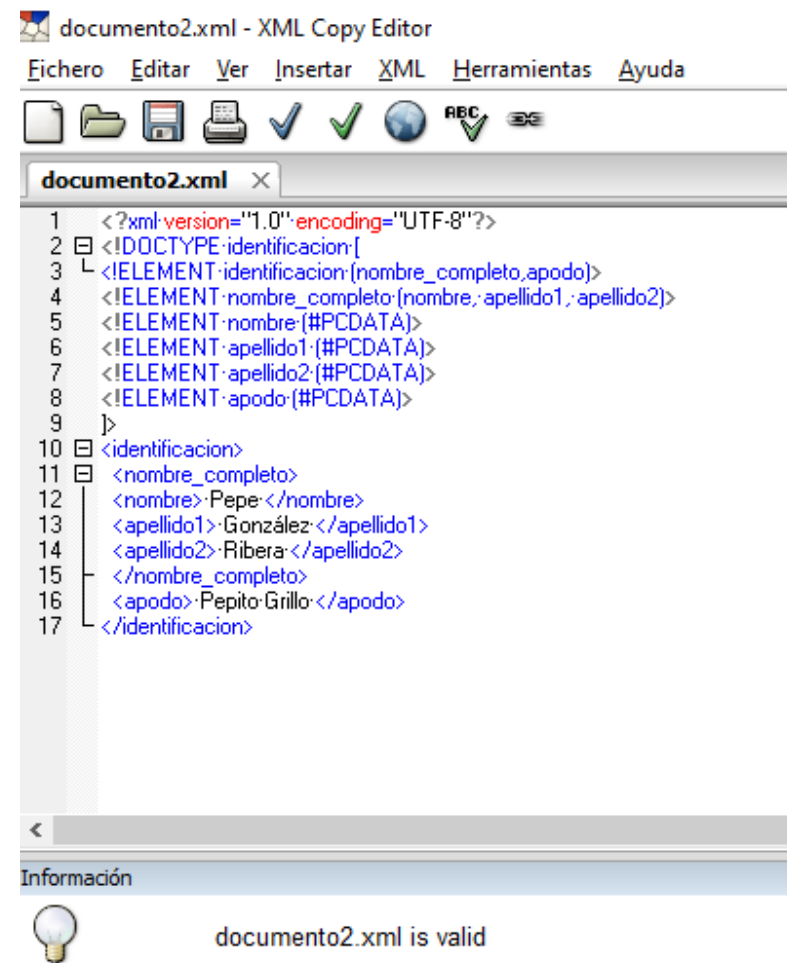 documento2.xml - XML Copy Editor
Fichero Editar Ver Insertar XML Herramientas Ayuda
ABC
documento2.xml
1 <?xml version="1.0" encoding="UTF-8"?>
2 <!DOCTYPE identificacion [
3 <!ELEMENT identificacion (nombre_completo,apodo)>
4 <!ELEMENT nombre_completo (nombre, apellido1, apellido2)>
5 <!ELEMENT nombre (#PCDATA)>
6 <!ELEMENT apellido1 (#PCDATA)>
7 <!ELEMENT apellido2 (#PCDATA)>
8 <!ELEMENT apodo (#PCDATA)>
9 ]>
10 <identificacion>
11 <nombre_completo>
12 <nombre> Pepe </nombre>
13 <apellido1> González </apellido1>
14 <apellido2> Ribera </apellido2>
15 </nombre_completo>
16 <apodo> Pepito Grillo </apodo>
17 </identificacion>
Información
documento2.xml is valid